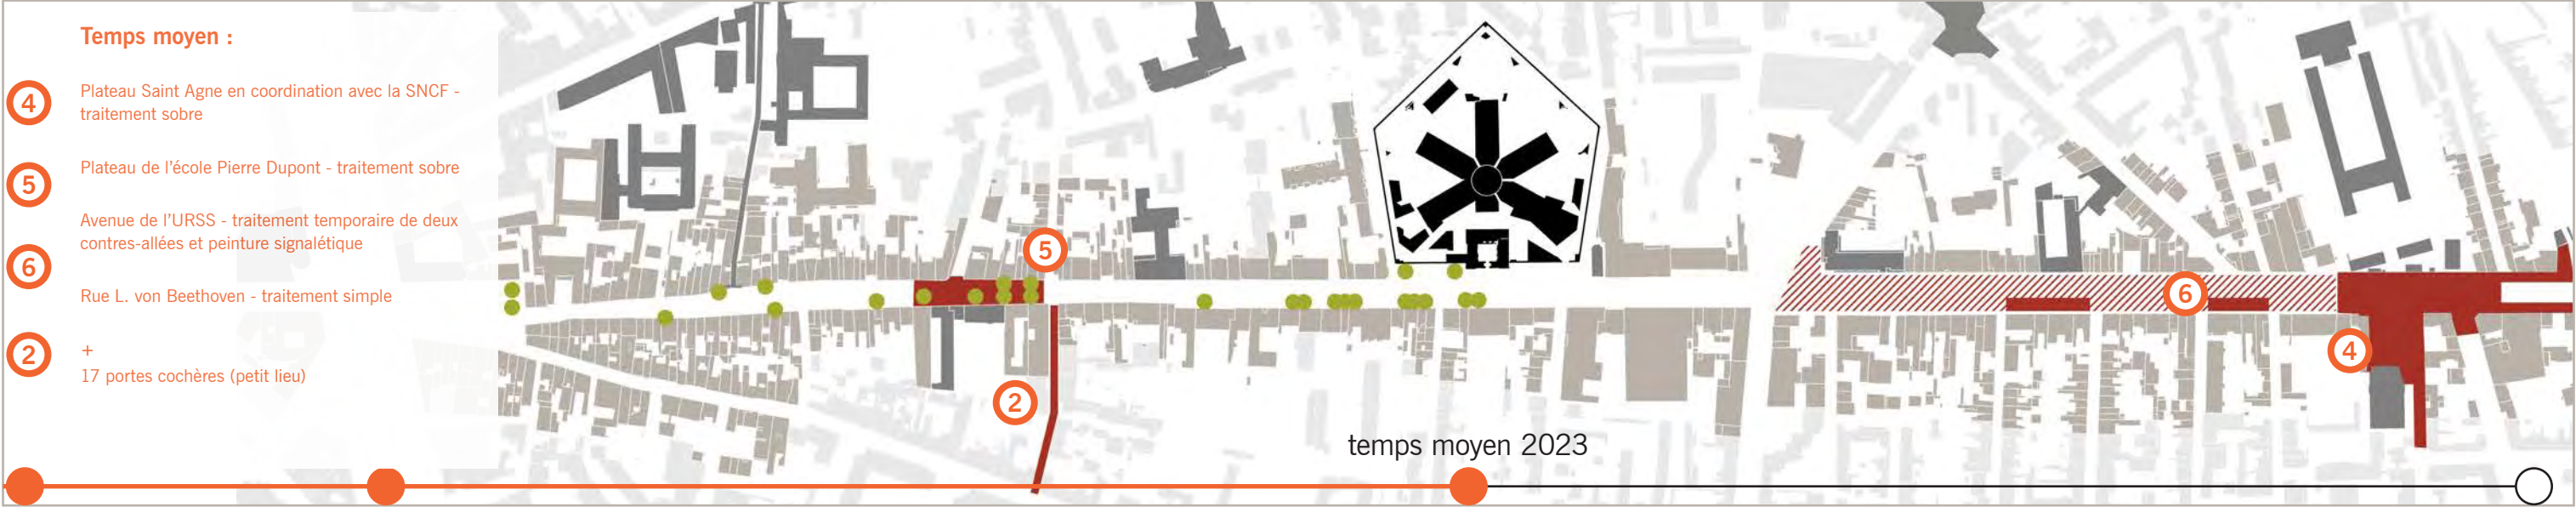 Temps moyen :
4
Plateau Saint Agne en coordination avec la SNCF -
traitement sobre
5
Plateau de l'école Pierre Dupont - traitement sobre
Avenue de l'URSS - traitement temporaire de deux
contres-allées et peinture signalétique
6
Rue L. von Beethoven - traitement simple
2
+
17 portes cochères (petit lieu)
5
2
6
4
temps moyen 2023